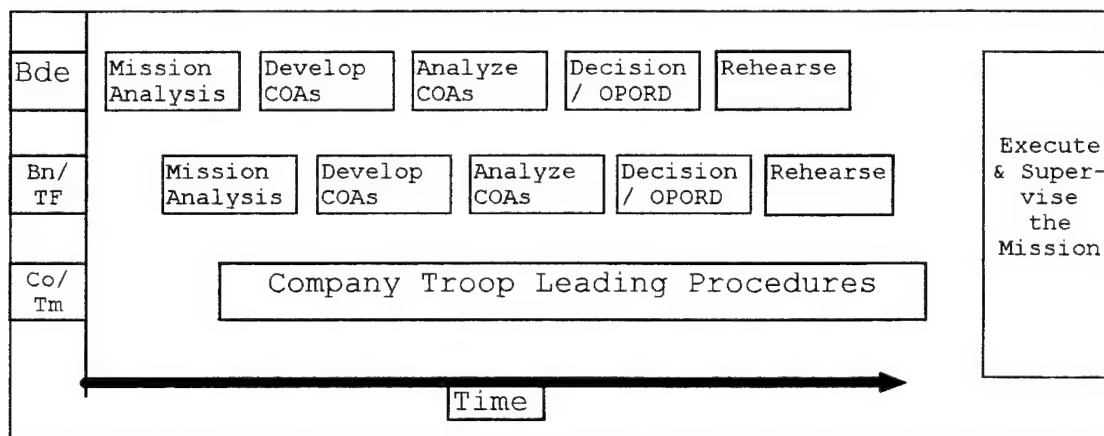 Bde
Mission
Analysis
Develop
COAs
Analyze
COAs
Decision
/ OPORD
Rehearse
Bn/
TF
Mission
Analysis
Develop
COAs
Analyze
COAs
Decision
/ OPORD
Rehearse
Co/
Tm
Company Troop Leading Procedures
Execute
& Super-
vise
the
Mission
Time